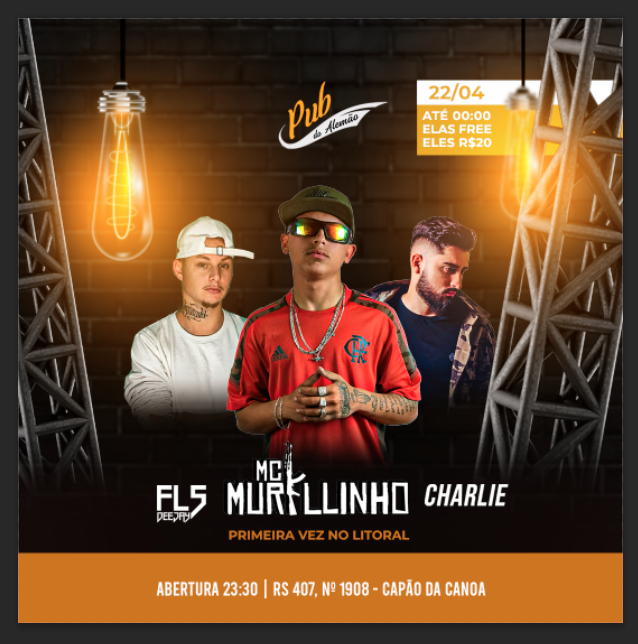 Pub
do Alemão
22/04
ATÉ 00:00
ELAS FREE
ELES R$20
FLS
DEEJAY
MC
MURILLINHO
CHARLIE
PRIMEIRA VEZ NO LITORAL
ABERTURA 23:30 | RS 407, Nº 1908 - CAPÃO DA CANOA